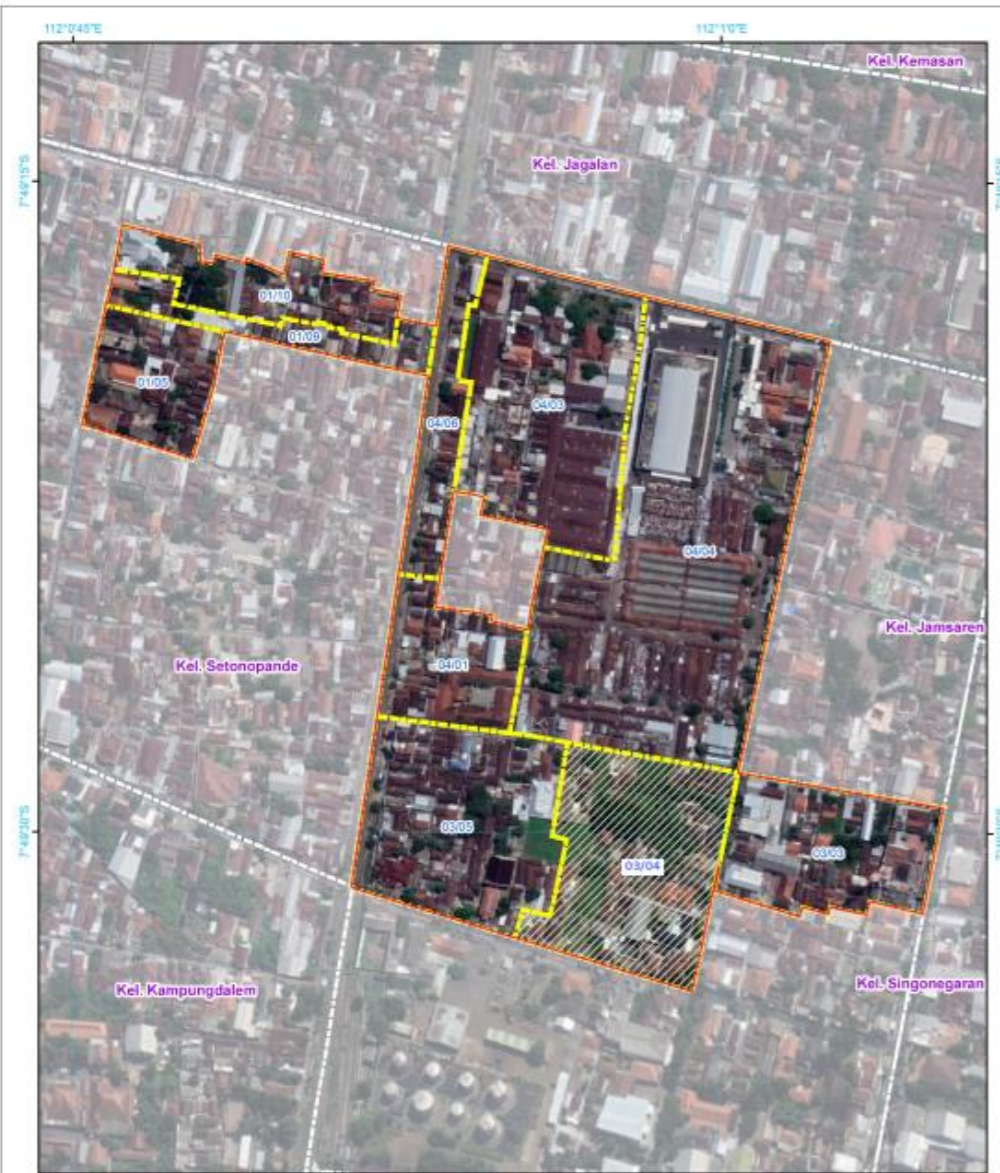 112°0'45"E
112°1'0"E
Kel. Kemasan
Kel. Jagalan
7°49'15"S
01/10
01/09
01/05
04/06
04/03
04/04
Kel. Jamsaren
Kel. Setonopande
04/01
7°49'30"S
03/05
03/04
03/03
Kel. Kampungdalem
Kel. Singonegaran